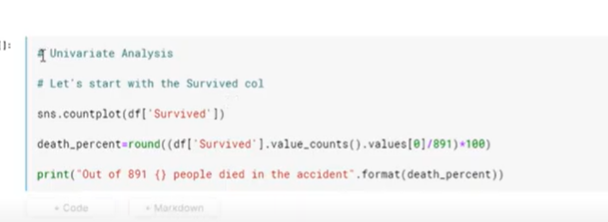 ]:
# Univariate Analysis
# Let's start with the Survived col
sns.countplot(df['Survived'])
death_percent=round((df['Survived'].value_counts().values[0]/891)*100)
print("Out of 891 {} people died in the accident".format(death_percent))
+ Code + Markdown